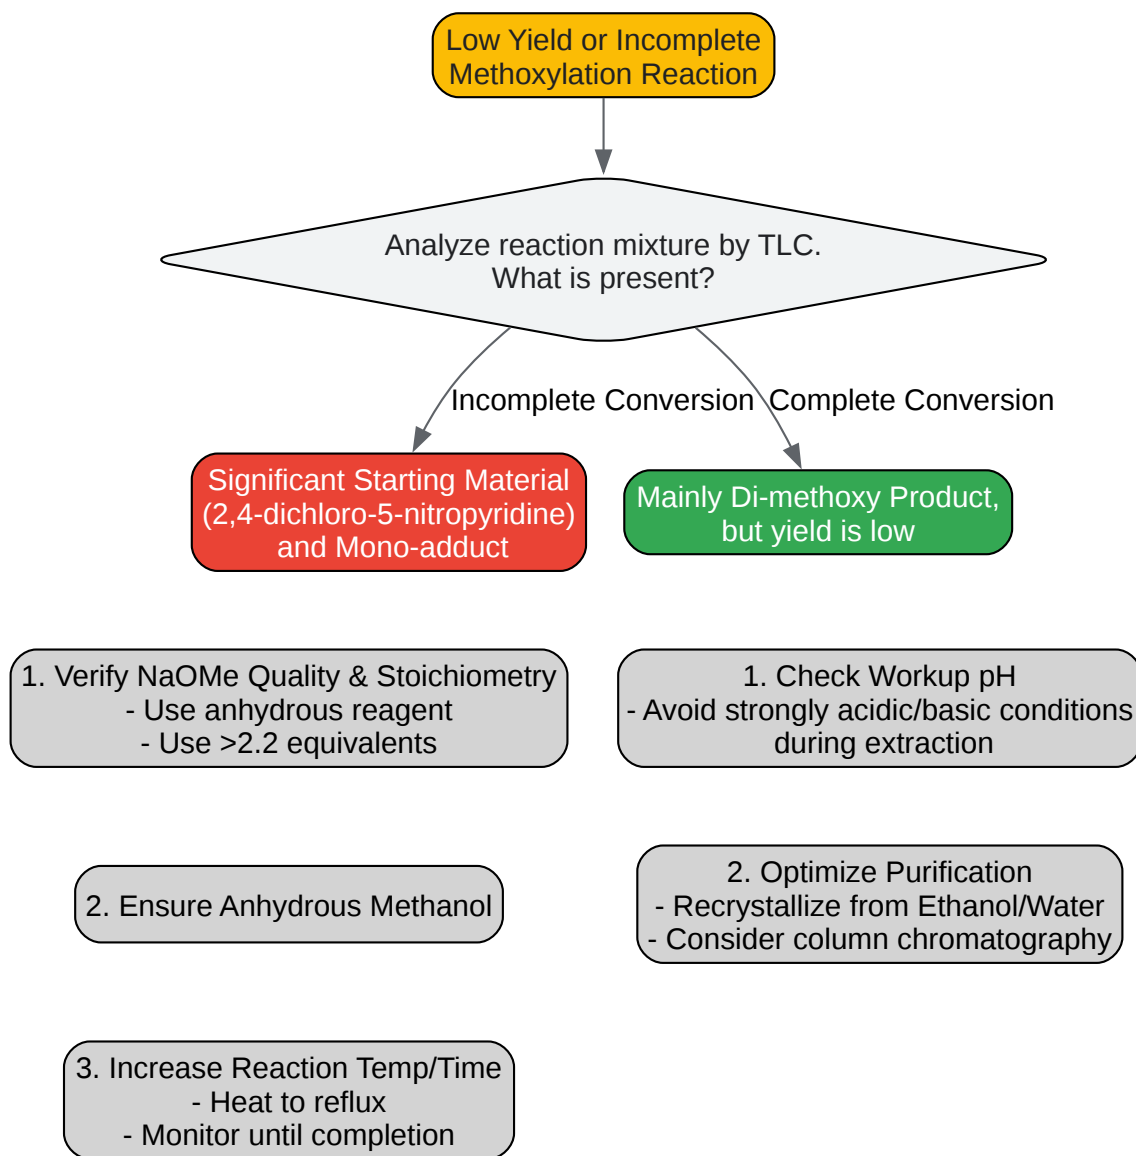 Low Yield or Incomplete
Methoxylation Reaction
Analyze reaction mixture by TLC.
What is present?
Incomplete Conversion
Complete Conversion
Significant Starting Material
(2,4-dichloro-5-nitropyridine)
and Mono-adduct
Mainly Di-methoxy Product,
but yield is low
1. Verify NaOMe Quality & Stoichiometry
- Use anhydrous reagent
- Use >2.2 equivalents
1. Check Workup pH
- Avoid strongly acidic/basic conditions
during extraction
2. Ensure Anhydrous Methanol
2. Optimize Purification
- Recrystallize from Ethanol/Water
- Consider column chromatography
3. Increase Reaction Temp/Time
- Heat to reflux
- Monitor until completion